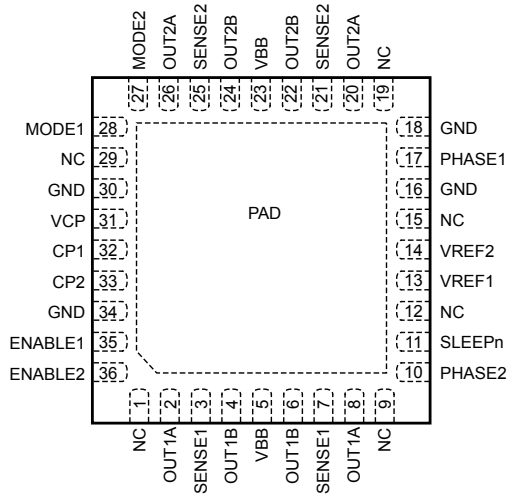 MODE2
OUT2A
SENSE2
OUT2B
VBB
OUT2B
SENSE2
OUT2A
NC
27
26
25
24
23
22
21
20
19
MODE1 28
NC 29
GND 30
VCP 31
CP1 32
CP2 33
GND 34
ENABLE1 35
ENABLE2 36
PAD
18 GND
17 PHASE1
16 GND
15 NC
14 VREF2
13 VREF1
12 NC
11 SLEEPn
10 PHASE2
1
2
3
4
5
6
7
8
9
NC
OUT1A
SENSE1
OUT1B
VBB
OUT1B
SENSE1
OUT1A
NC